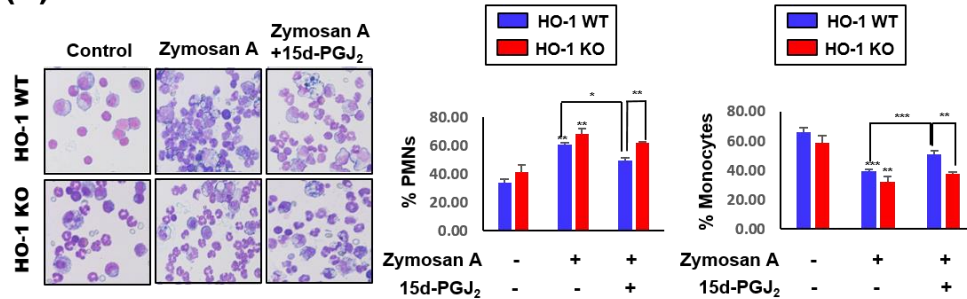 Control
Zymosan A
Zymosan A
+15d-PGJ2
HO-1 WT
HO-1 KO
HO-1 WT
HO-1 KO
% PMNs
80.00
60.00
40.00
20.00
0.00
*
**
**
**
Zymosan A - + +
15d-PGJ2 - - +
HO-1 WT
HO-1 KO
% Monocytes
80.00
60.00
40.00
20.00
0.00
***
**
***
**
Zymosan A - + +
15d-PGJ2 - - +